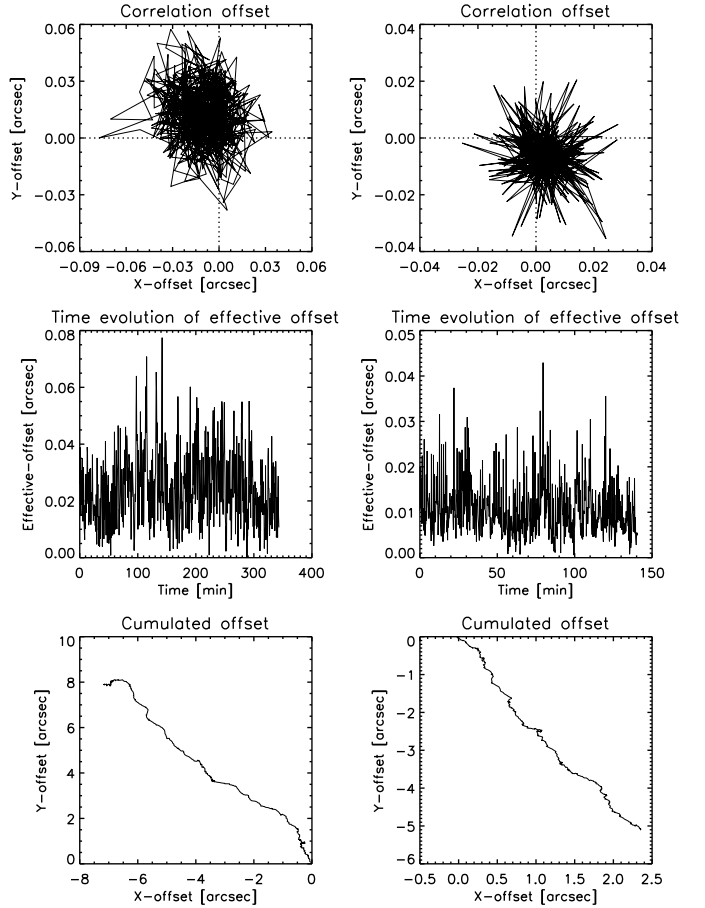 Correlation offset
Y-offset [arcsec]
0.06
0.03
0.00
-0.03
-0.06
-0.09 -0.06 -0.03 0.00 0.03 0.06
X-offset [arcsec]
Correlation offset
Y-offset [arcsec]
0.04
0.02
0.00
-0.02
-0.04
-0.04 -0.02 0.00 0.02 0.04
X-offset [arcsec]
Time evolution of effective offset
Effective-offset [arcsec]
0.08
0.06
0.04
0.02
0.00
0 100 200 300 400
Time [min]
Time evolution of effective offset
Effective-offset [arcsec]
0.05
0.04
0.03
0.02
0.01
0.00
0 50 100 150
Time [min]
Cumulated offset
Y-offset [arcsec]
10
8
6
4
2
0
-8 -6 -4 -2 0
X-offset [arcsec]
Cumulated offset
Y-offset [arcsec]
0
-1
-2
-3
-4
-5
-6
-0.5 0.0 0.5 1.0 1.5 2.0 2.5
X-offset [arcsec]